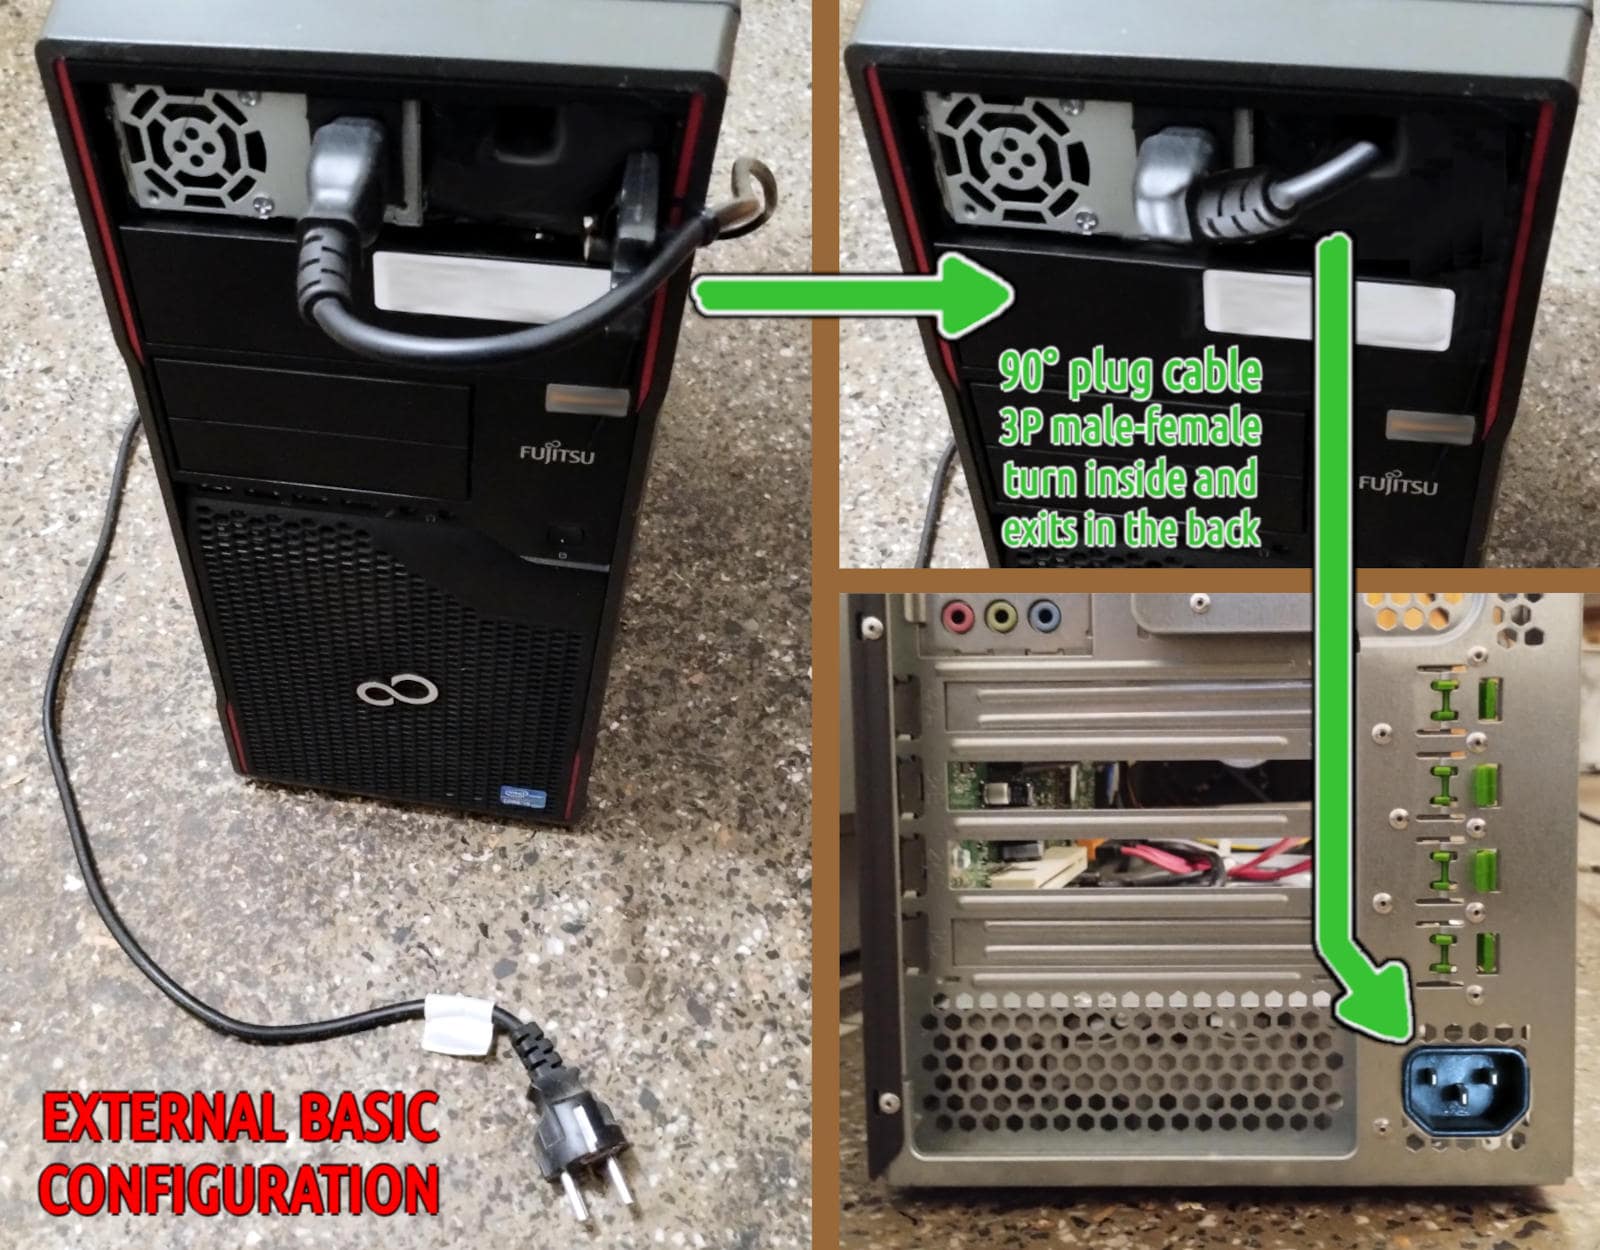 FUJITSU
EXTERNAL BASIC
CONFIGURATION
90° plug cable
3P male-female
turn inside and
exits in the back
FUJITSU